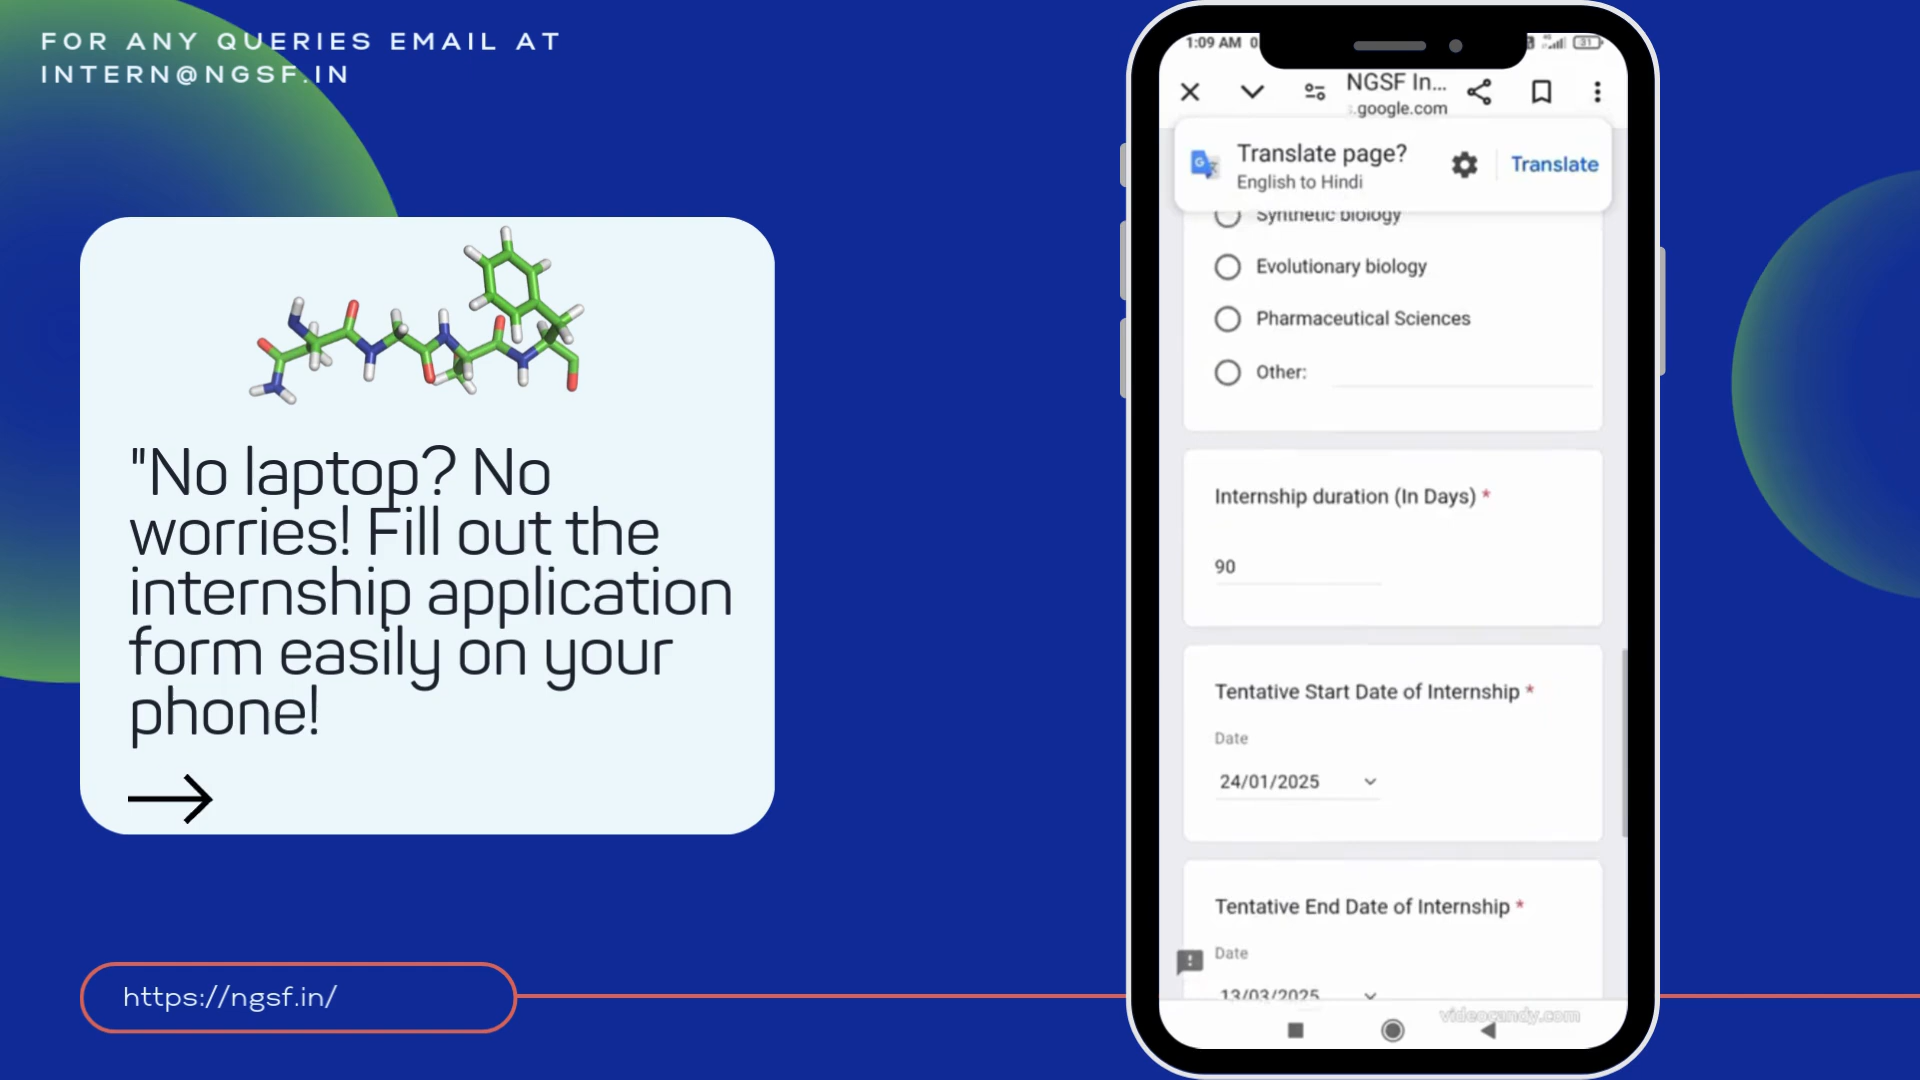 FOR ANY QUERIES EMAIL AT
INTERN@NGSF.IN
"No laptop? No
worries! Fill out the
internship application
form easily on your
phone!
https://ngsf.in/
1:09 AM
31
NGSF In...
.google.com
Translate page?
English to Hindi
Translate
Synthetic biology
Evolutionary biology
Pharmaceutical Sciences
Other:
Internship duration (In Days) *
90
Tentative Start Date of Internship *
Date
24/01/2025
Tentative End Date of Internship *
Date
13/03/2025
videocandy.com